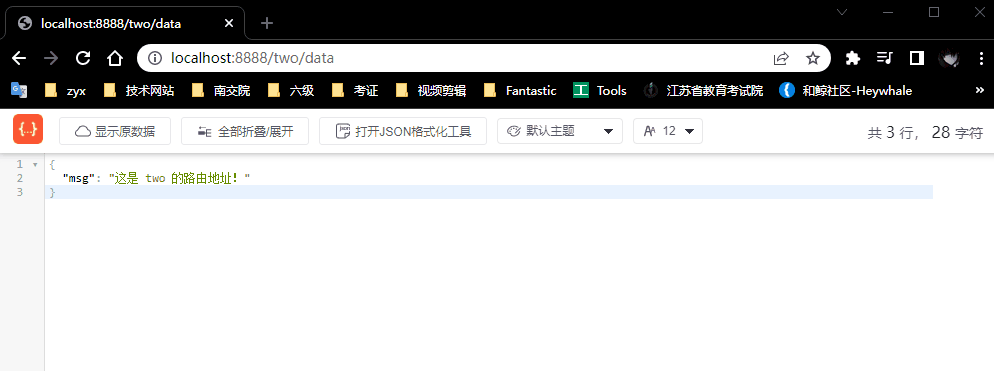 localhost:8888/two/data
localhost:8888/two/data
zyx 技术网站 南交院 六级 考证 视频剪辑 Fantastic 工 Tools 江苏省教育考试院 和鲸社区-Heywhale »
{...} 显示原数据 全部折叠/展开 json 打开JSON格式化工具 默认主题 AA 12 共 3 行， 28 字符
1 {
2 "msg": "这是 two 的路由地址！"
3 }